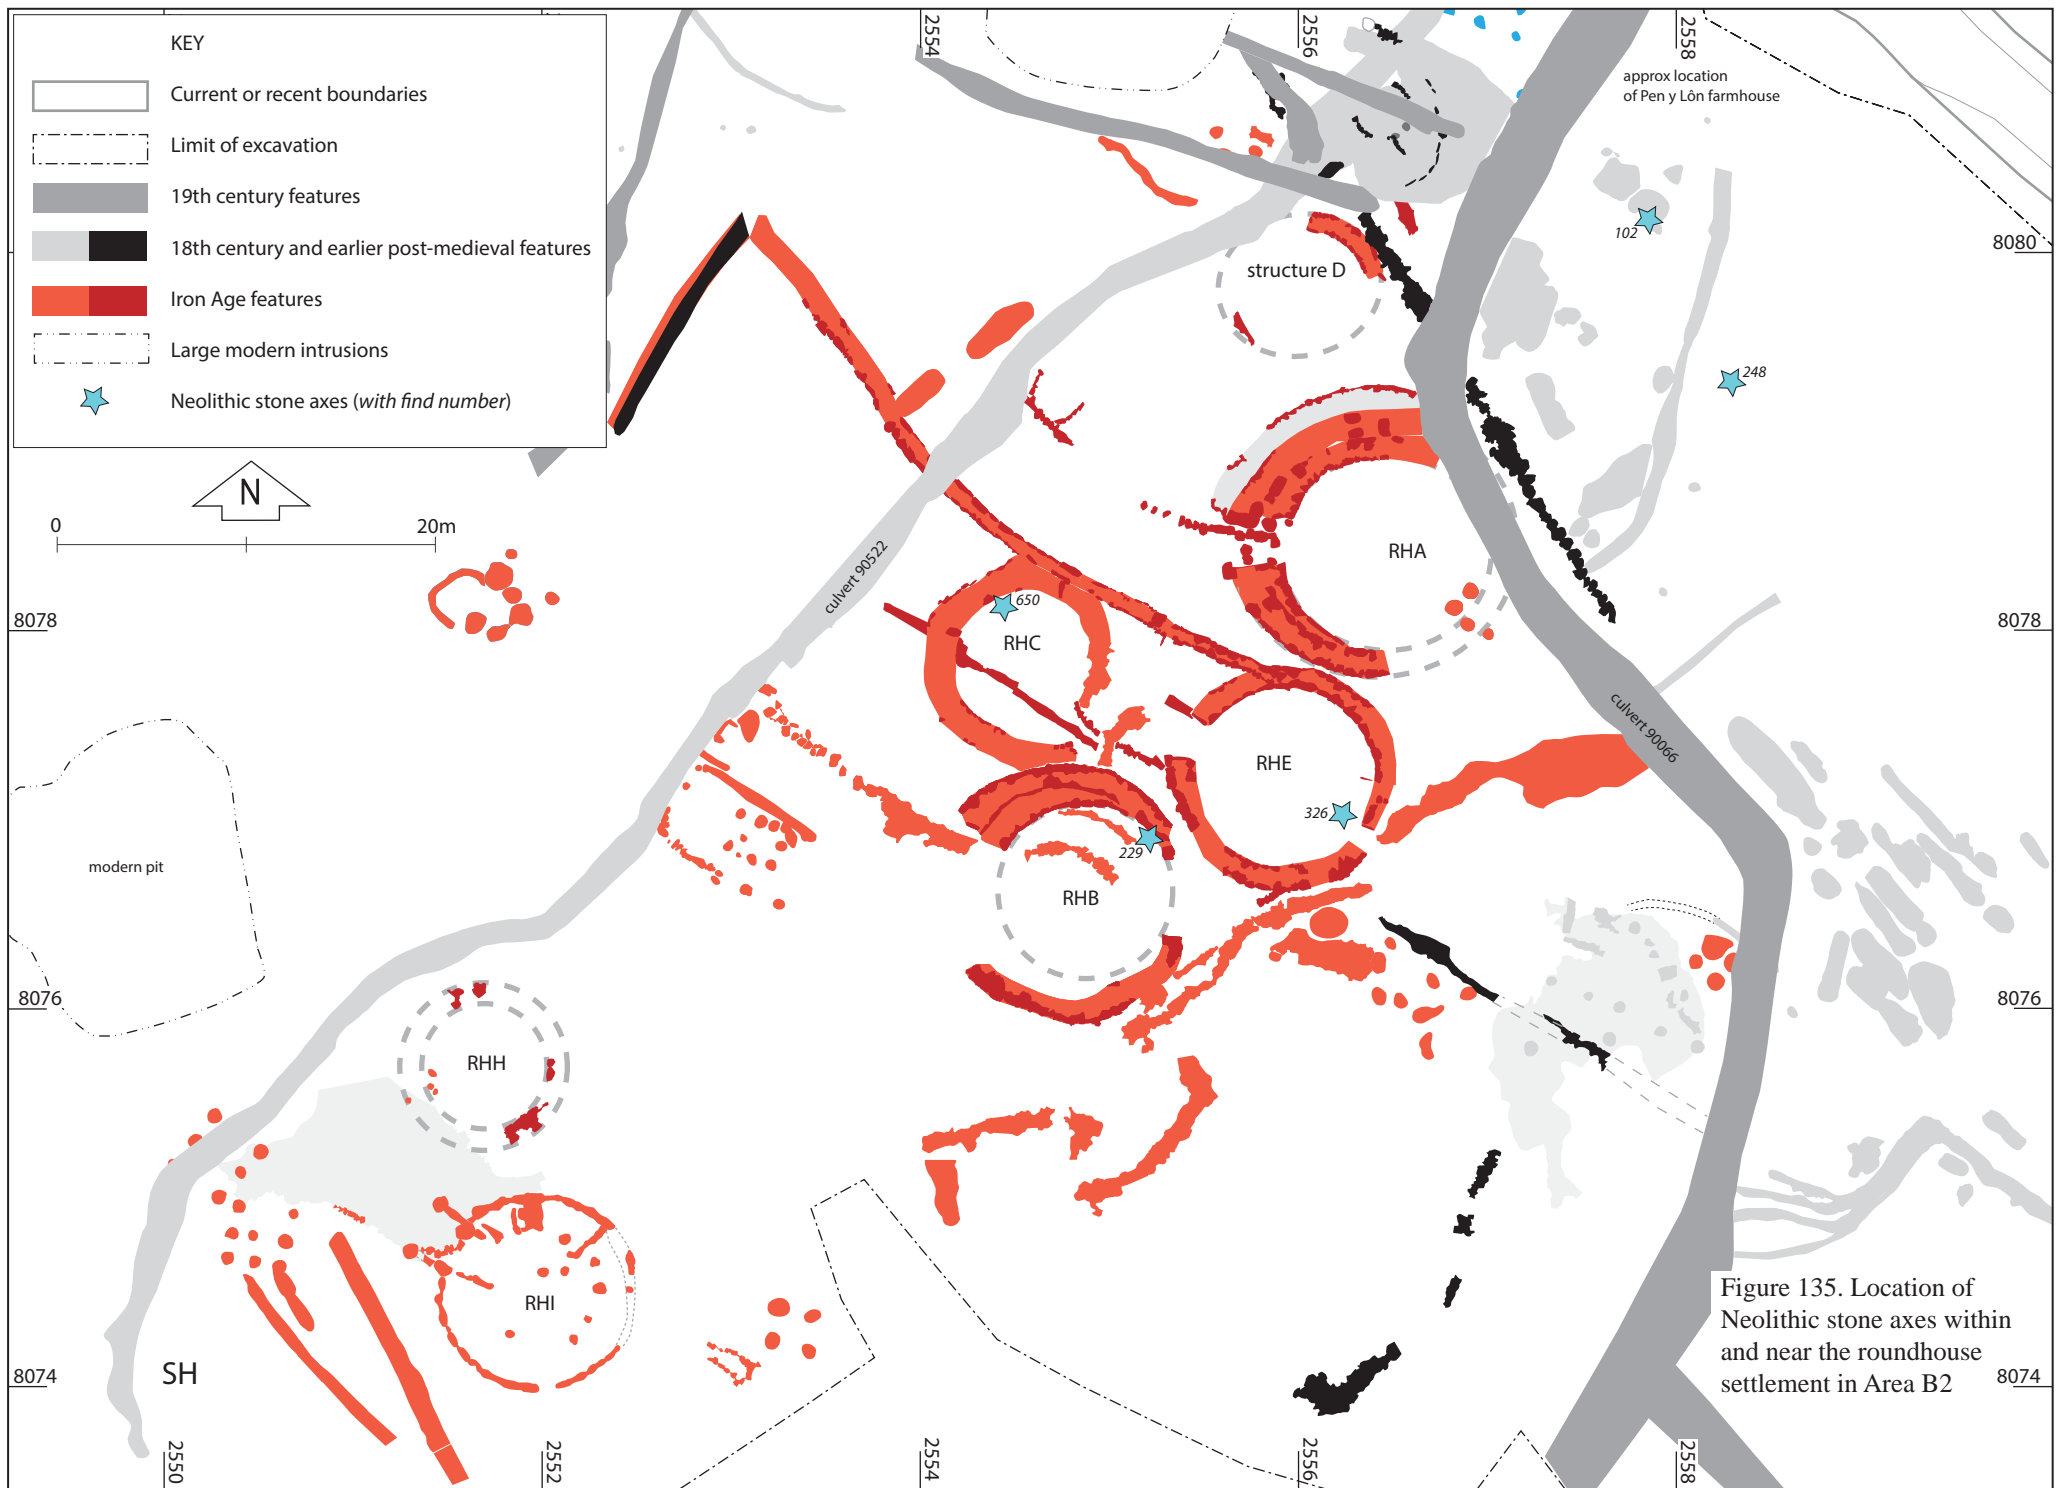 KEY
Current or recent boundaries
Limit of excavation
19th century features
18th century and earlier post-medieval features
Iron Age features
Large modern intrusions
Neolithic stone axes (with find number)
N
0 20m
2554
2556
2558
approx location
of Pen y Lôn farmhouse
102
8080
structure D
248
culvert 90522
RHA
650
RHC
8078
8078
culvert 90066
RHE
326
229
RHB
modern pit
8076
8076
RHH
RHI
SH
8074
8074
Figure 135. Location of
Neolithic stone axes within
and near the roundhouse
settlement in Area B2
2550
2552
2554
2556
2558